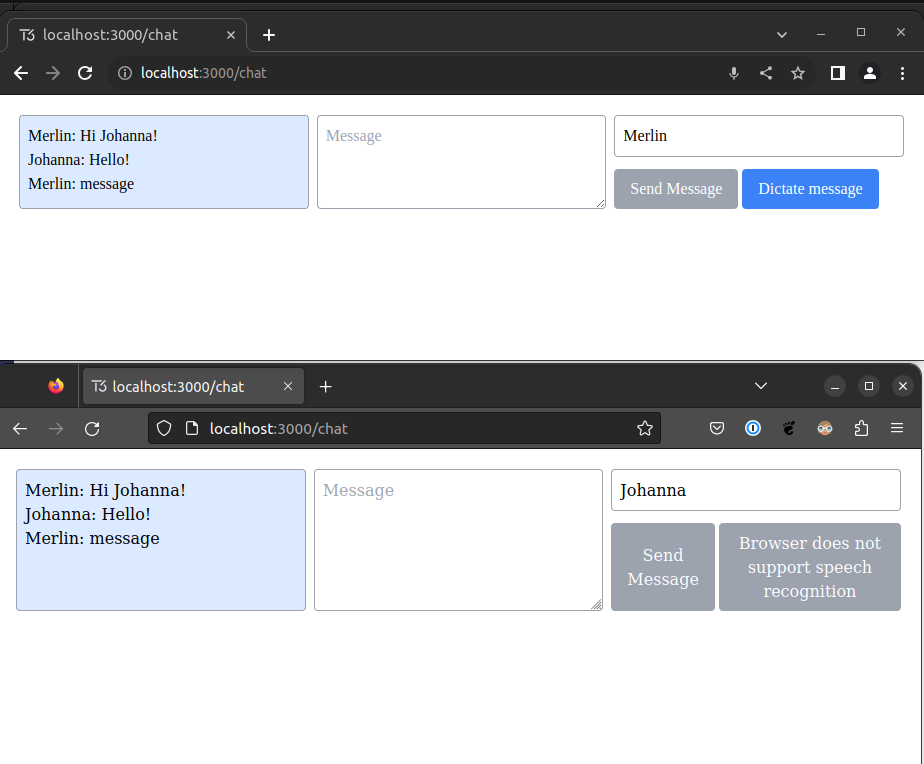 T3 localhost:3000/chat
localhost:3000/chat
Merlin: Hi Johanna!
Johanna: Hello!
Merlin: message
Message
Merlin
Send Message
Dictate message
T3 localhost:3000/chat
localhost:3000/chat
Merlin: Hi Johanna!
Johanna: Hello!
Merlin: message
Message
Johanna
Send
Message
Browser does not
support speech
recognition